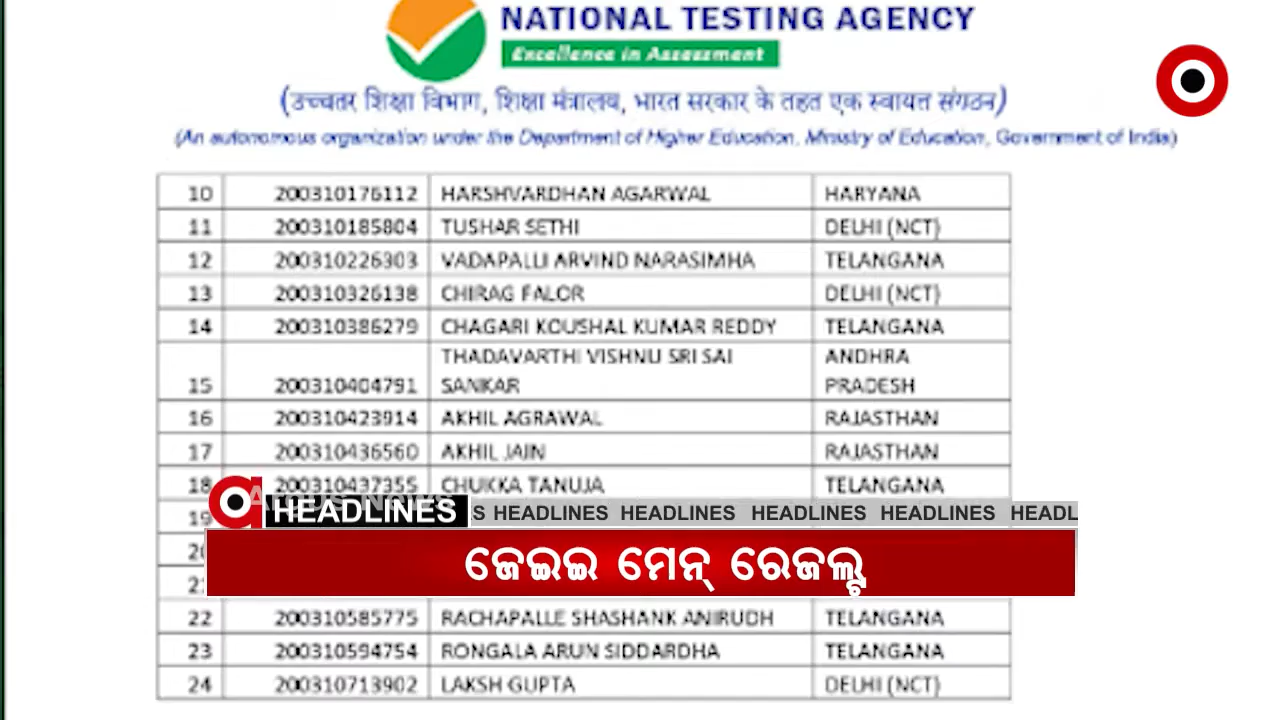 NATIONAL TESTING AGENCY
Excellence in Assessment
(उच्चतर शिक्षा विभाग, शिक्षा मंत्रालय, भारत सरकार के तहत एक स्वायत्त संगठन)
(An autonomous organization under the Department of Higher Education, Ministry of Education, Government of India)
10 200310176112 HARSHVARDHAN AGARWAL HARYANA
11 200310185804 TUSHAR SETHI DELHI (NCT)
12 200310226303 VADAPALLI ARVIND NARASIMHA TELANGANA
13 200310326138 CHIRAG FALOR DELHI (NCT)
14 200310386279 CHAGARI KOUSHAL KUMAR REDDY TELANGANA
THADAVARTHI VISHNU SRI SAI ANDHRA
15 200310404791 SANKAR PRADESH
16 200310423914 AKHIL AGRAWAL RAJASTHAN
17 200310436560 AKHIL JAIN RAJASTHAN
18 200310437355 CHUKKA TANUJA TELANGANA
19
HEADLINES S HEADLINES HEADLINES HEADLINES HEADLINES HEADL
ଜେଇଇ ମେନ୍ ରେଜଲ୍ଟ
22 200310585775 RACHAPALLE SHASHANK ANIRUDH TELANGANA
23 200310594754 RONGALA ARUN SIDDARDHA TELANGANA
24 200310713902 LAKSH GUPTA DELHI (NCT)